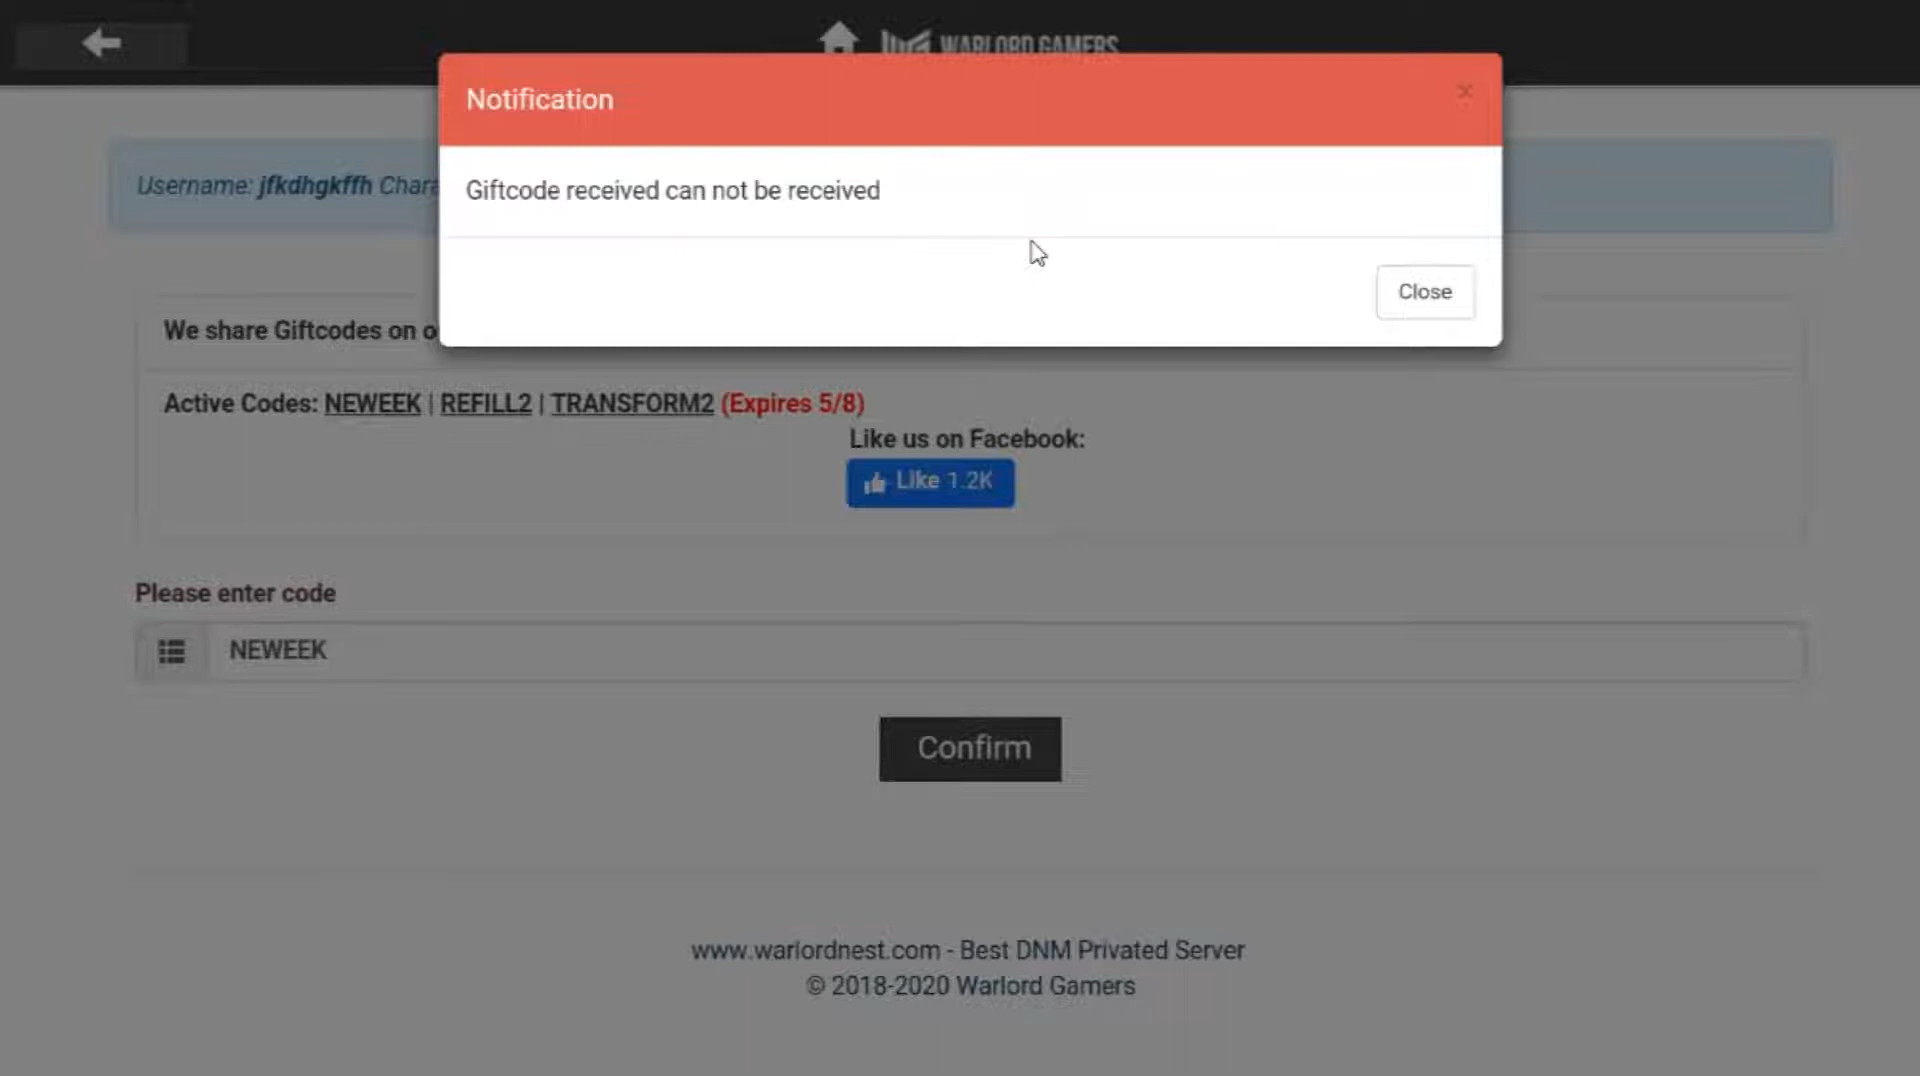 WARLORD GAMERS
Notification
×
Username: jfkdhgkffh Chara
Giftcode received can not be received
Close
We share Giftcodes on o
Active Codes: NEWEEK | REFILL2 | TRANSFORM2 (Expires 5/8)
Like us on Facebook:
Like 1.2K
Please enter code
NEWEEK
Confirm
www.warlordnest.com - Best DNM Privated Server
© 2018-2020 Warlord Gamers